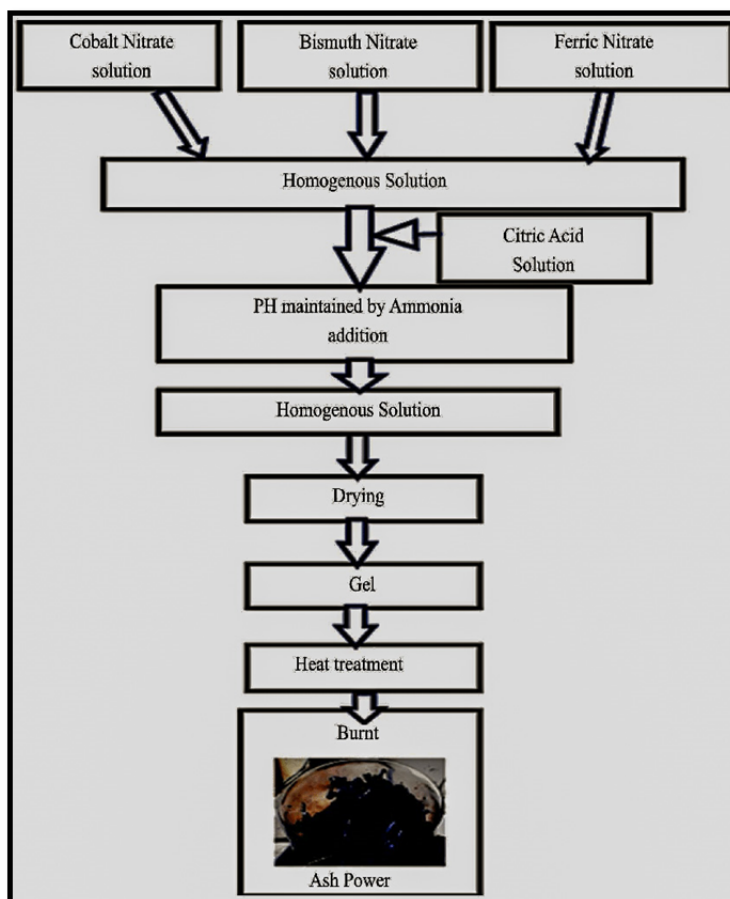 Cobalt Nitrate
solution
Bismuth Nitrate
solution
Ferric Nitrate
solution
Homogenous Solution
Citric Acid
Solution
PH maintained by Ammonia
addition
Homogenous Solution
Drying
Gel
Heat treatment
Burnt
Ash Power